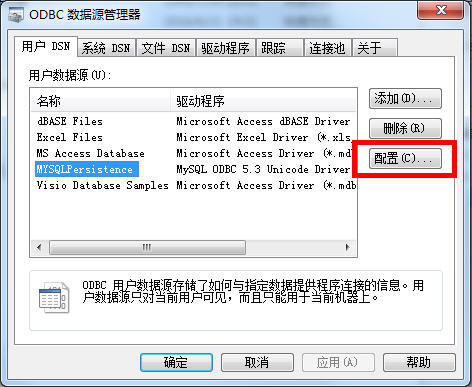 ODBC 数据源管理器
用户 DSN 系统 DSN 文件 DSN 驱动程序 跟踪 连接池 关于
用户数据源(U):
名称 驱动程序
dBASE Files Microsoft Access dBASE Driver
Excel Files Microsoft Excel Driver (*.xls,
MS Access Database Microsoft Access Driver (*.mdb
MYSQLPersistence MySQL ODBC 5.3 Unicode Driver
Visio Database Samples Microsoft Access Driver (*.mdb
添加(D)...
删除(R)
配置(C)...
ODBC 用户数据源存储了如何与指定数据提供程序连接的信息。用
户数据源只对当前用户可见，而且只能用于当前机器上。
确定 取消 应用(A) 帮助